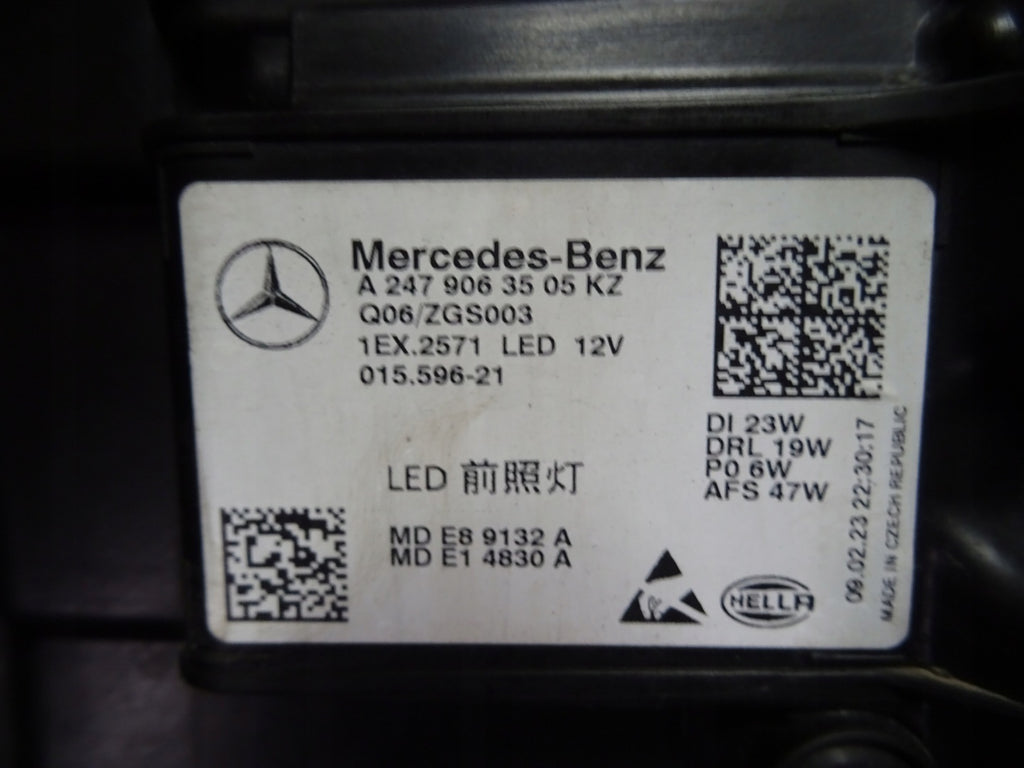 Mercedes-Benz
A 247 906 35 05 KZ
Q06/ZGS003
1EX.2571 LED 12V
015.596-21
DI 23W
DRL 19W
PO 6W
AFS 47W
LED 前照灯
MD E8 9132 A
MD E1 4830 A
HELLA
09.02.23 22:30:17
MADE IN CZECH REPUBLIC